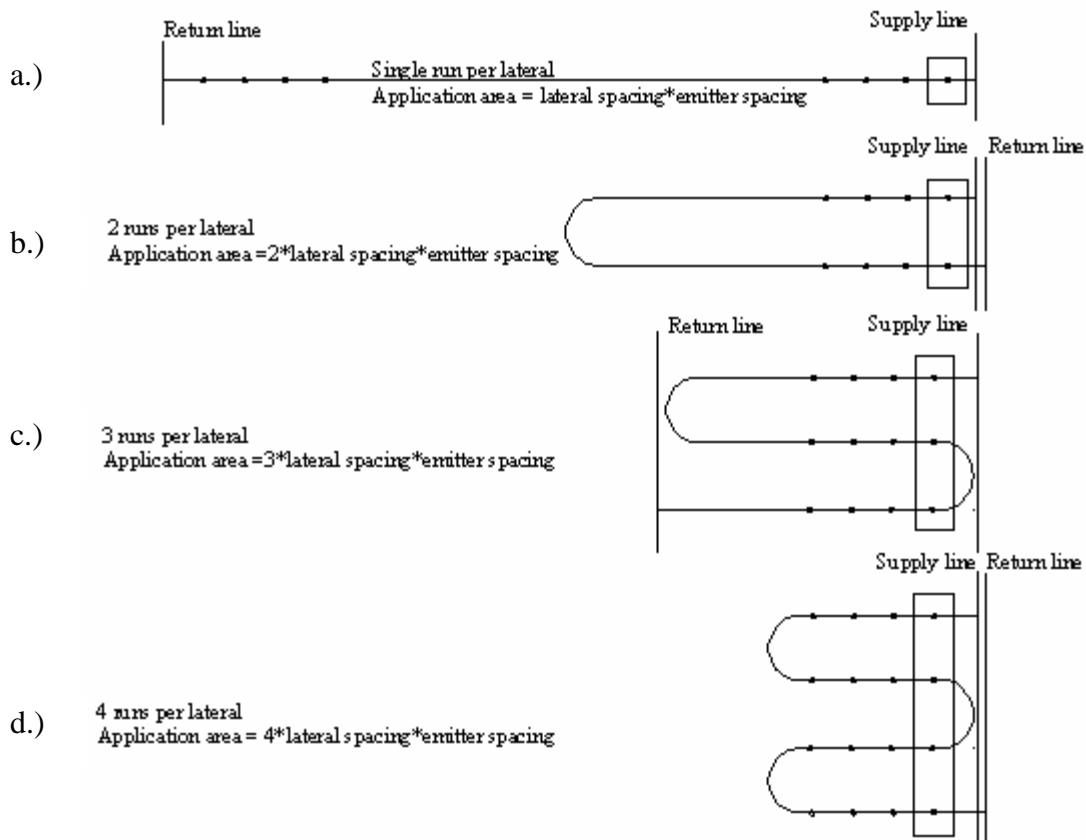 Return line
Supply line
a.)
Single run per lateral
Application area = lateral spacing*emitter spacing
Supply line Return line
b.)
2 runs per lateral
Application area =2*lateral spacing*emitter spacing
Return line
Supply line
c.)
3 runs per lateral
Application area =3*lateral spacing*emitter spacing
Supply line Return line
d.)
4 runs per lateral
Application area = 4*lateral spacing*emitter spacing